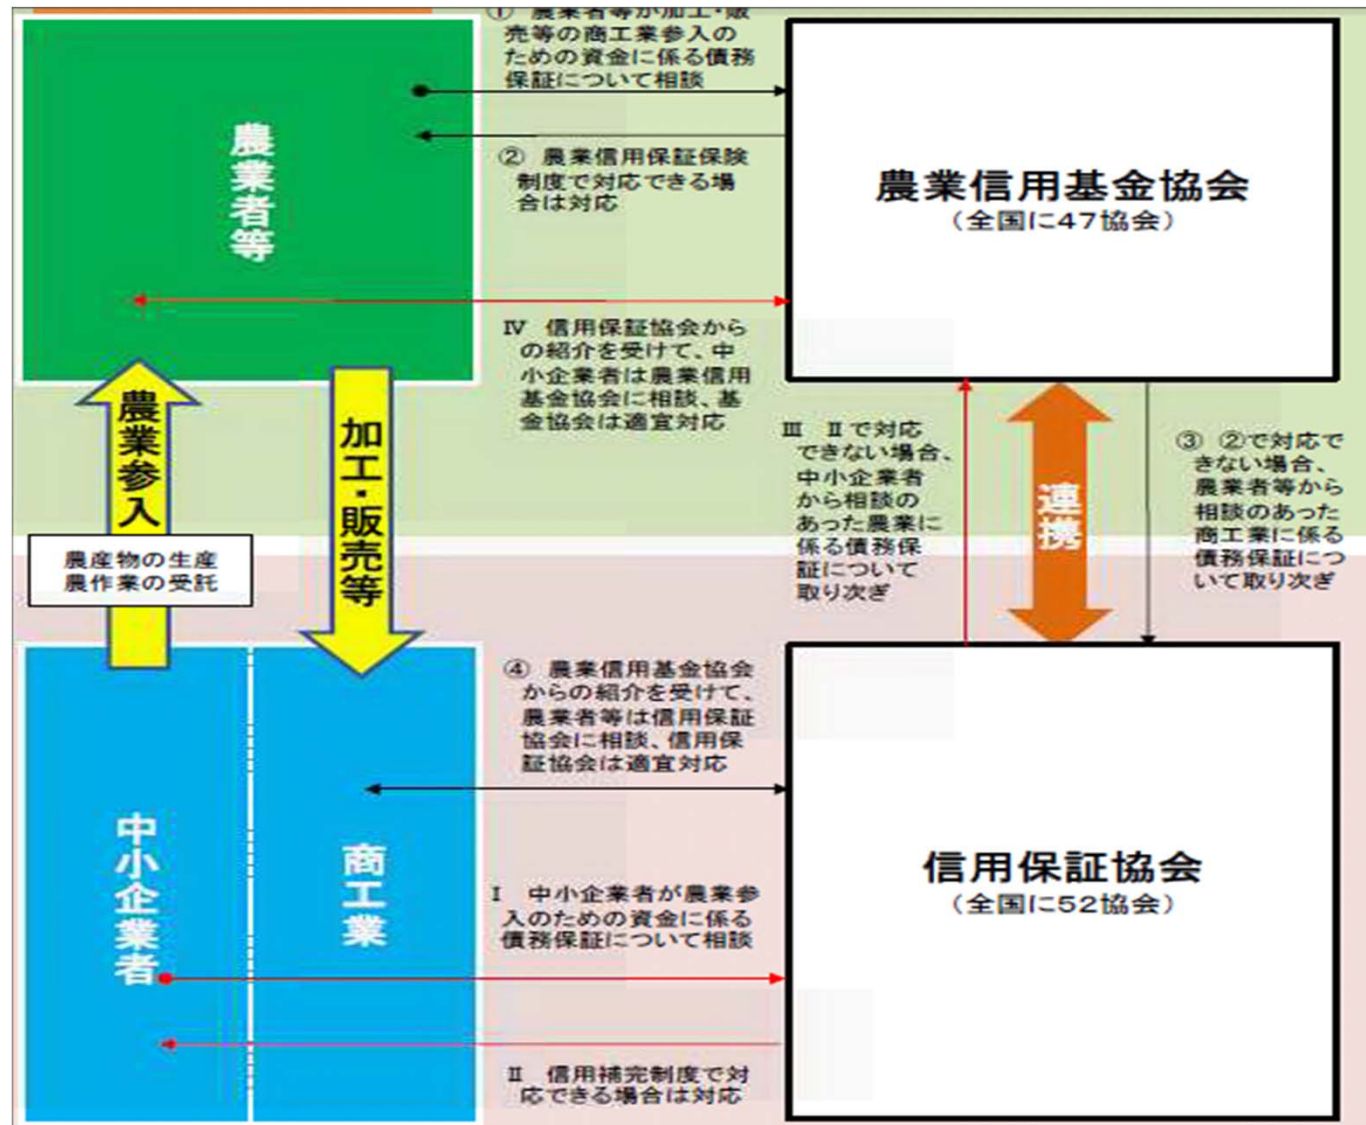 ① 農業者等が加工・販
売等の商工業参入の
ための資金に係る債務
保証について相談
農業者等
② 農業信用保証保険
制度で対応できる場
合は対応
農業信用基金協会
（全国に47協会）
Ⅳ 信用保証協会から
の紹介を受けて、中
小企業者は農業信用
基金協会に相談、基
金協会は適宜対応
農業参入
加工・販売等
農産物の生産
農作業の受託
Ⅲ Ⅱで対応
できない場合、
中小企業者
から相談の
あった農業に
係る債務保
証について
取り次ぎ
連携
③ ②で対応で
きない場合、
農業者等から
相談のあった
商工業に係る
債務保証につ
いて取り次ぎ
④ 農業信用基金協会
からの紹介を受けて、
農業者等は信用保証
協会に相談、信用保
証協会は適宜対応
中小企業者
商工業
信用保証協会
（全国に52協会）
Ⅰ 中小企業者が農業参
入のための資金に係る
債務保証について相談
Ⅱ 信用補完制度で対
応できる場合は対応